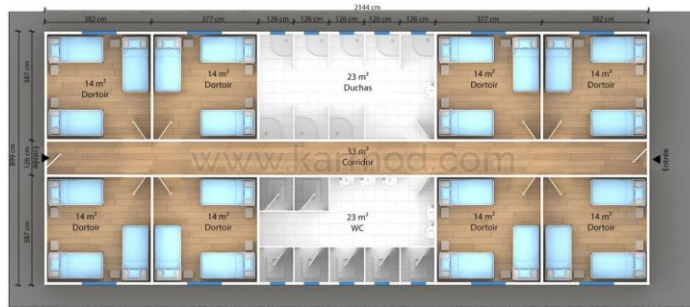 2144 cm
382 cm
377 cm
126 cm
126 cm
126 cm
126 cm
126 cm
377 cm
382 cm
899 cm
387 cm
126 cm
387 cm
14 m²
Dortoir
14 m²
Dortoir
23 m²
Duchas
14 m²
Dortoir
14 m²
Dortoir
Entrée
33 m²
Corridor
Entrée
www.karmod.com
14 m²
Dortoir
14 m²
Dortoir
23 m²
WC
14 m²
Dortoir
14 m²
Dortoir